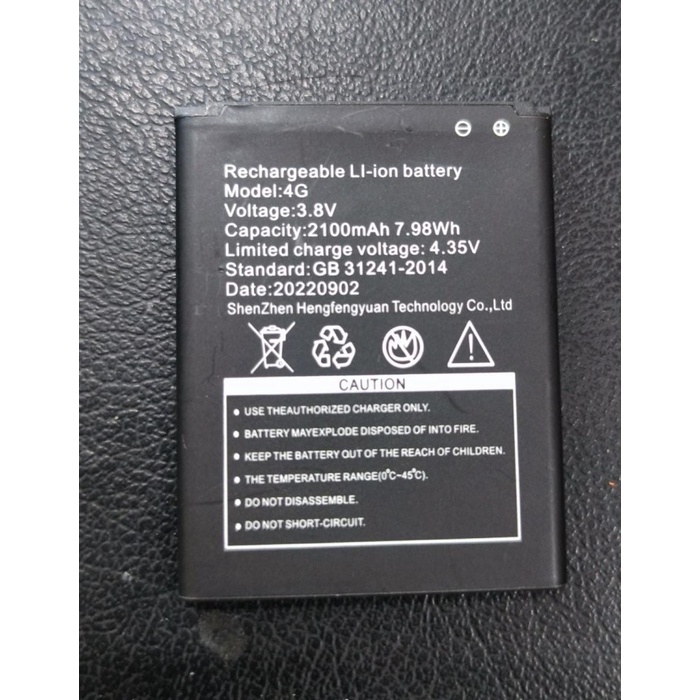 Rechargeable LI-ion battery
Model:4G
Voltage:3.8V
Capacity:2100mAh 7.98Wh
Limited charge voltage: 4.35V
Standard:GB 31241-2014
Date:20220902
ShenZhen Hengfengyuan Technology Co.,Ltd
CAUTION
• USE THEAUTHORIZED CHARGER ONLY.
• BATTERY MAYEXPLODE DISPOSED OF INTO FIRE.
• KEEP THE BATTERY OUT OF THE REACH OF CHILDREN.
• THE TEMPERATURE RANGE(0°C~45°C).
• DO NOT DISASSEMBLE.
• DO NOT SHORT-CIRCUIT.